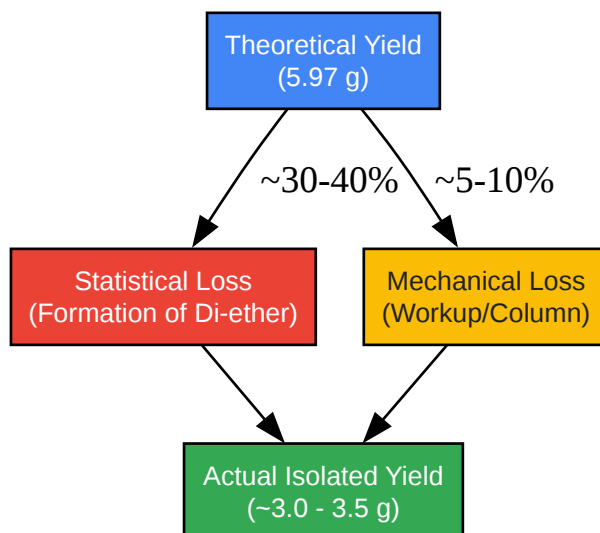 Theoretical Yield
(5.97 g)
~30-40%
~5-10%
Statistical Loss
(Formation of Di-ether)
Mechanical Loss
(Workup/Column)
Actual Isolated Yield
(~3.0 - 3.5 g)